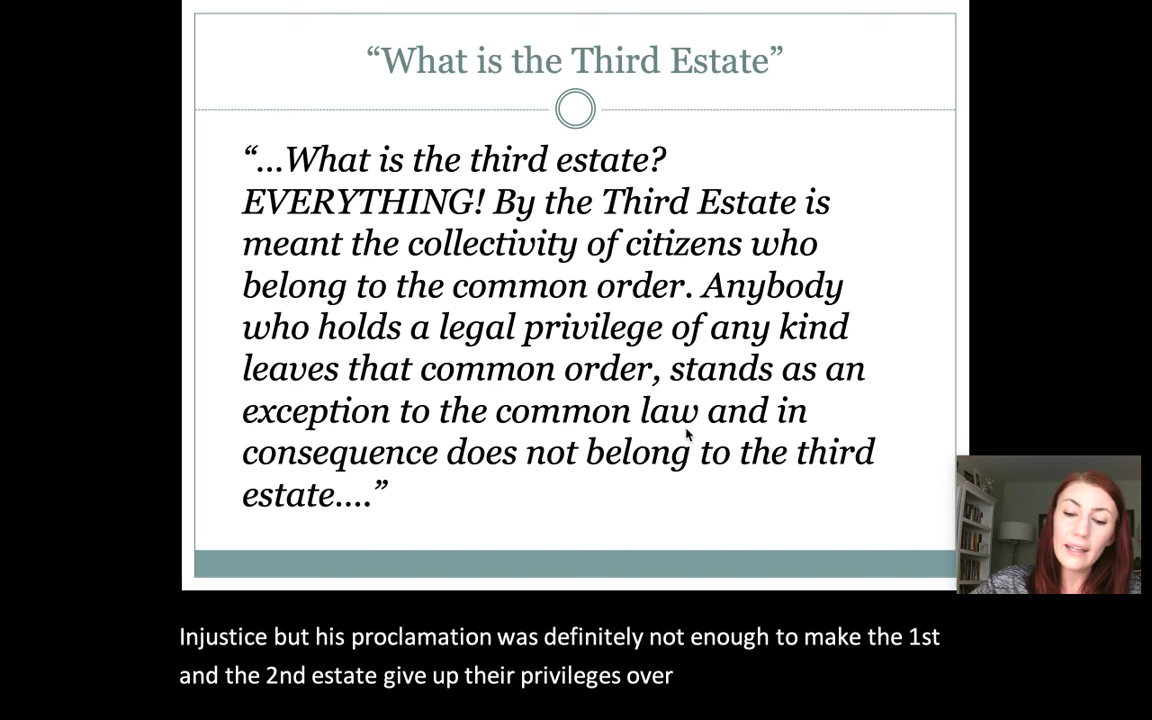 “What is the Third Estate”
“…What is the third estate?
EVERYTHING! By the Third Estate is
meant the collectivity of citizens who
belong to the common order. Anybody
who holds a legal privilege of any kind
leaves that common order, stands as an
exception to the common law and in
consequence does not belong to the third
estate….”
Injustice but his proclamation was definitely not enough to make the 1st
and the 2nd estate give up their privileges over